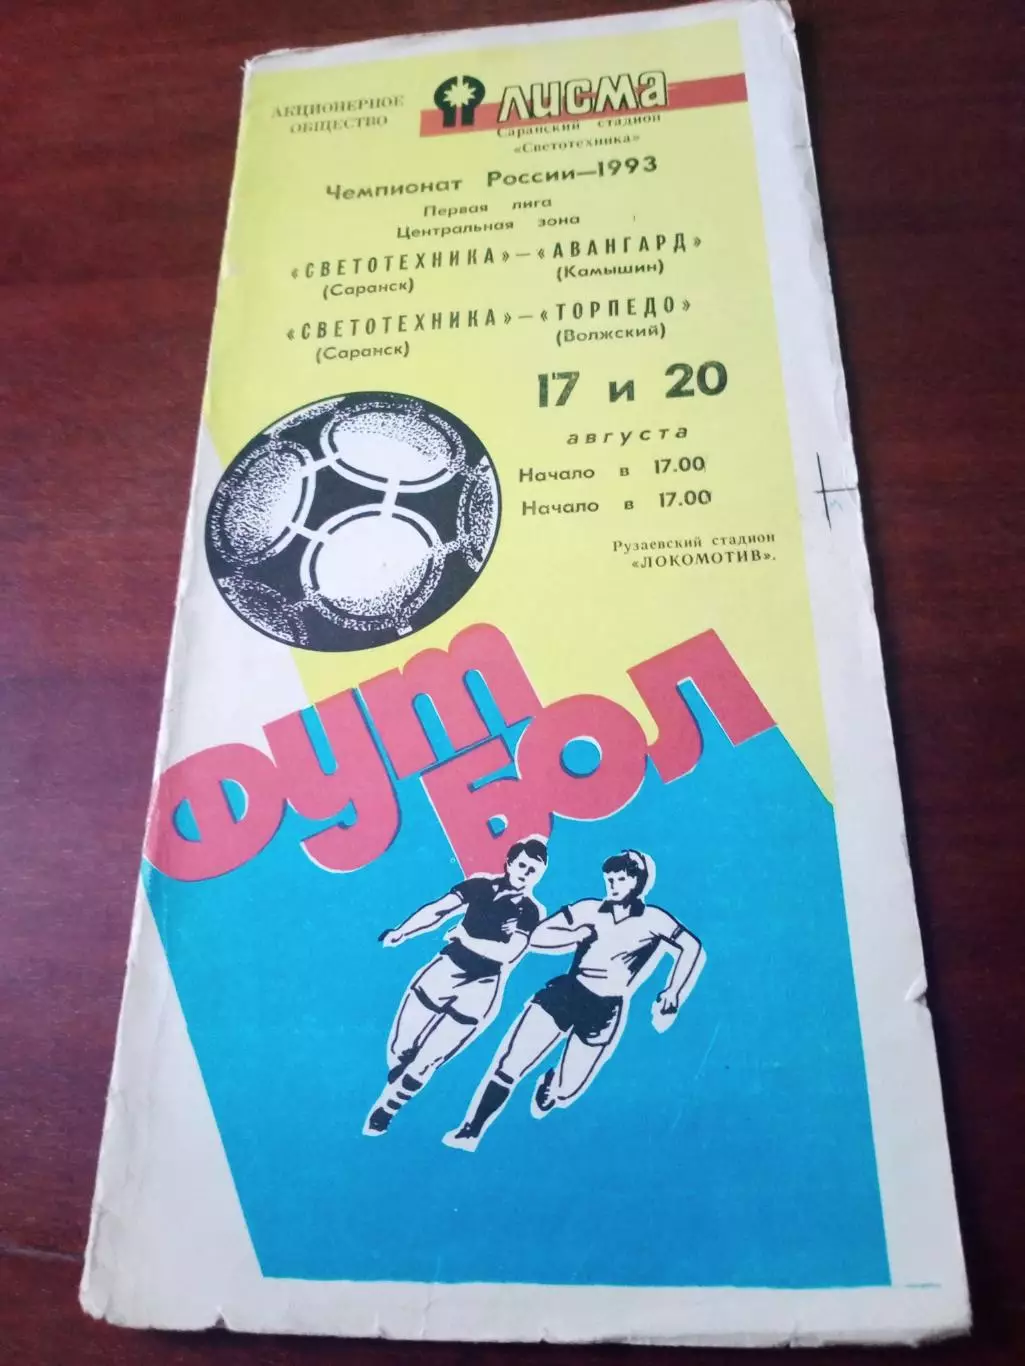 АКЦИОНЕРНОЕ
ОБЩЕСТВО
ЛИСМА
Саранский стадион
«Светотехника»
Чемпионат России—1993
Первая лига
Центральная зона
«СВЕТОТЕХНИКА» — «АВАНГАРД»
(Саранск) (Камышин)
«СВЕТОТЕХНИКА» — «ТОРПЕДО»
(Саранск) (Волжский)
17 и 20
августа
Начало в 17.00
Начало в 17.00
Рузаевский стадион
«ЛОКОМОТИВ».
ФУТ
БОЛ